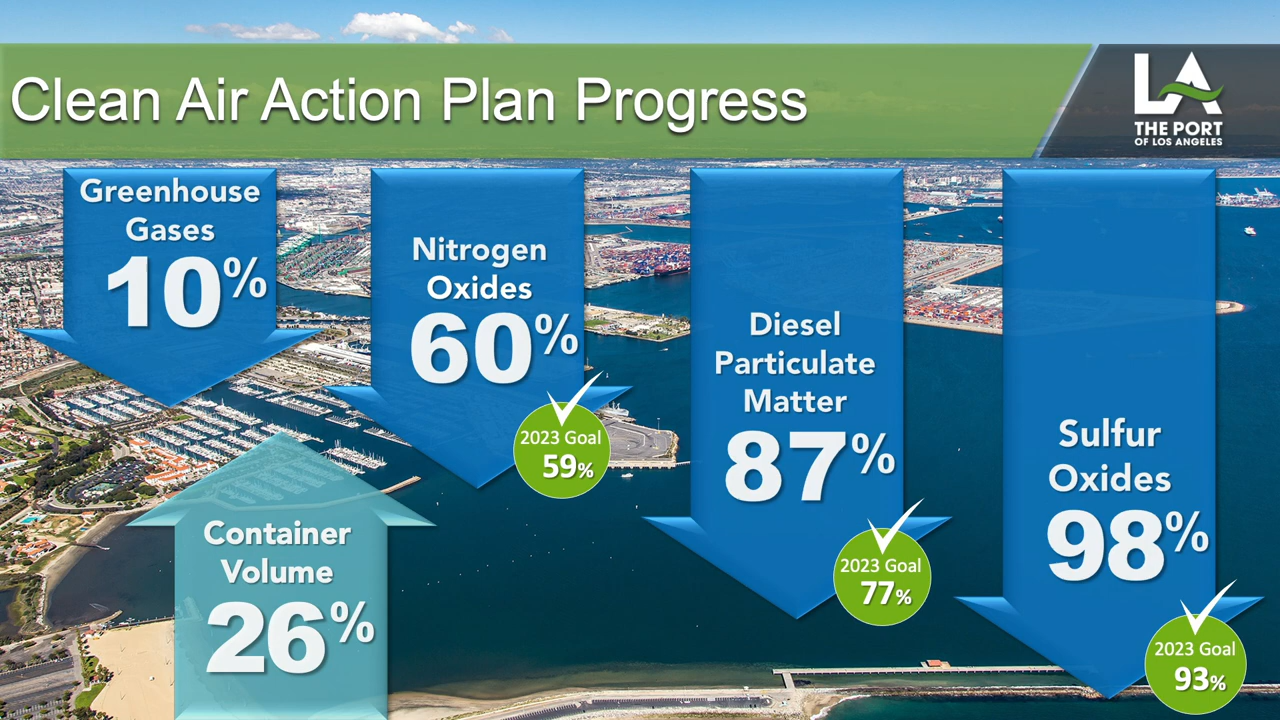 Clean Air Action Plan Progress
LA
THE PORT
OF LOS ANGELES
Greenhouse
Gases
10%
Nitrogen
Oxides
60%
2023 Goal
59%
Diesel
Particulate
Matter
87%
2023 Goal
77%
Sulfur
Oxides
98%
2023 Goal
93%
Container
Volume
26%